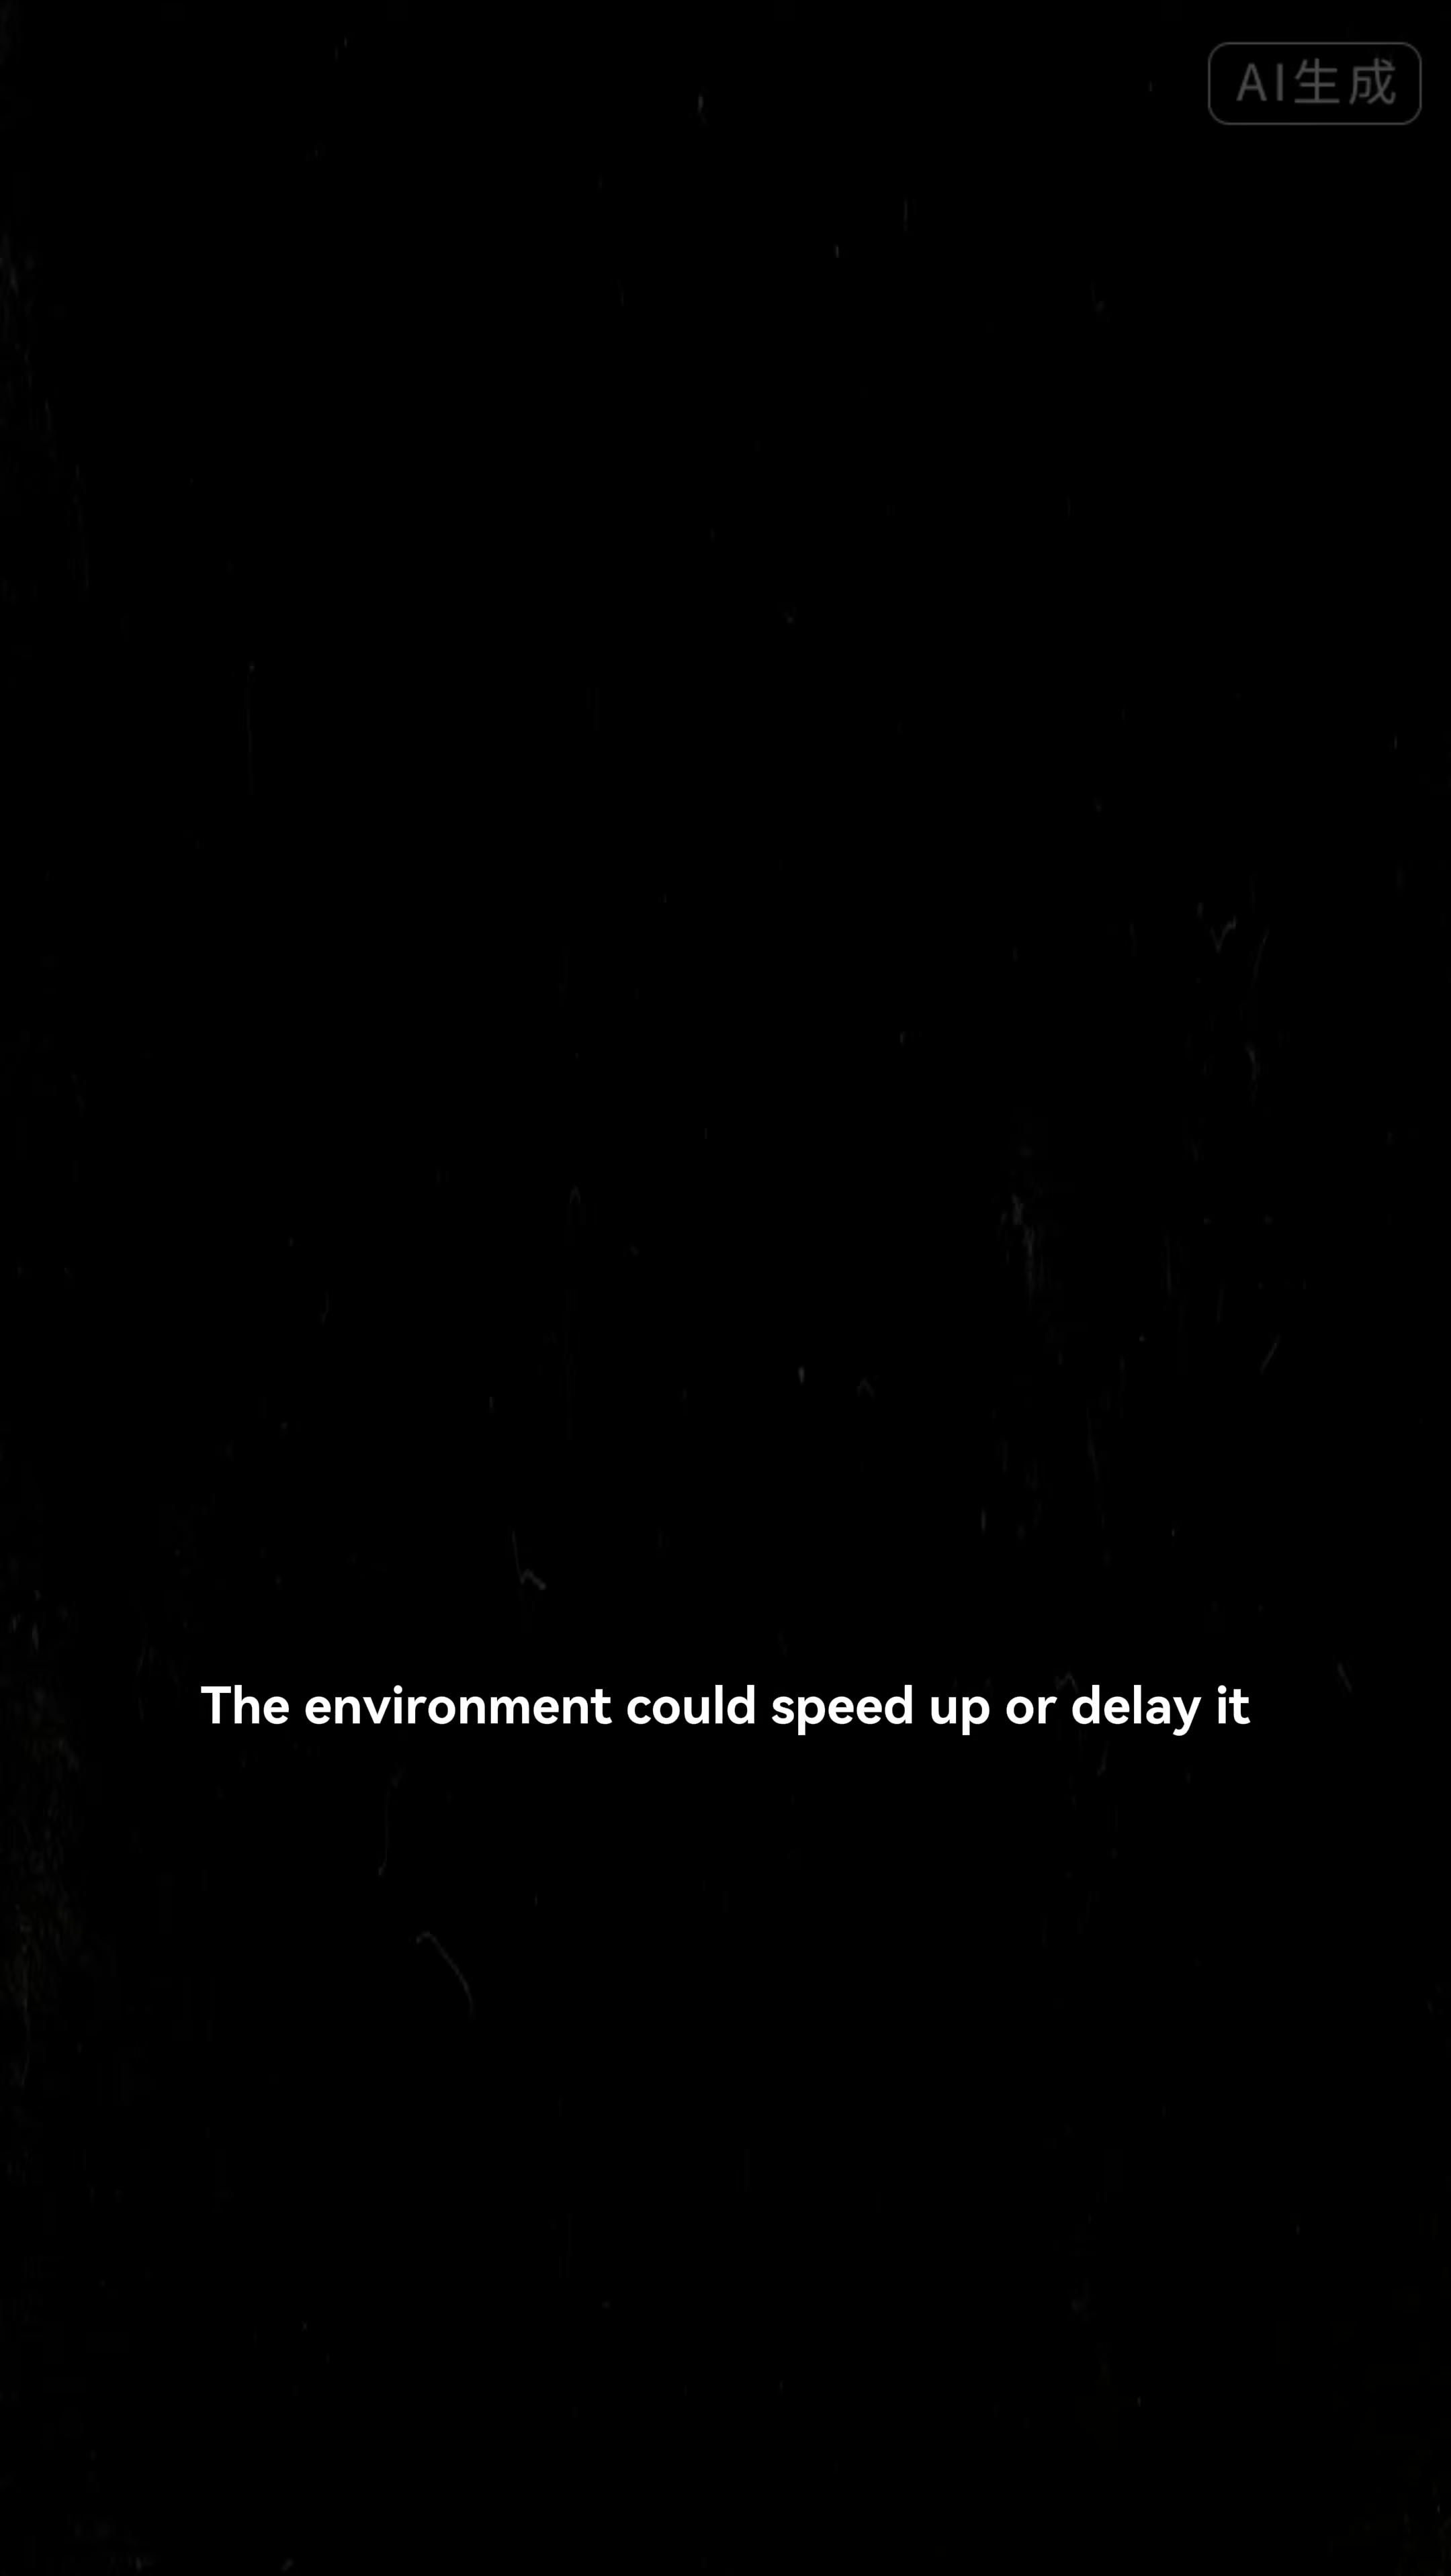 AI生成
The environment could speed up or delay it